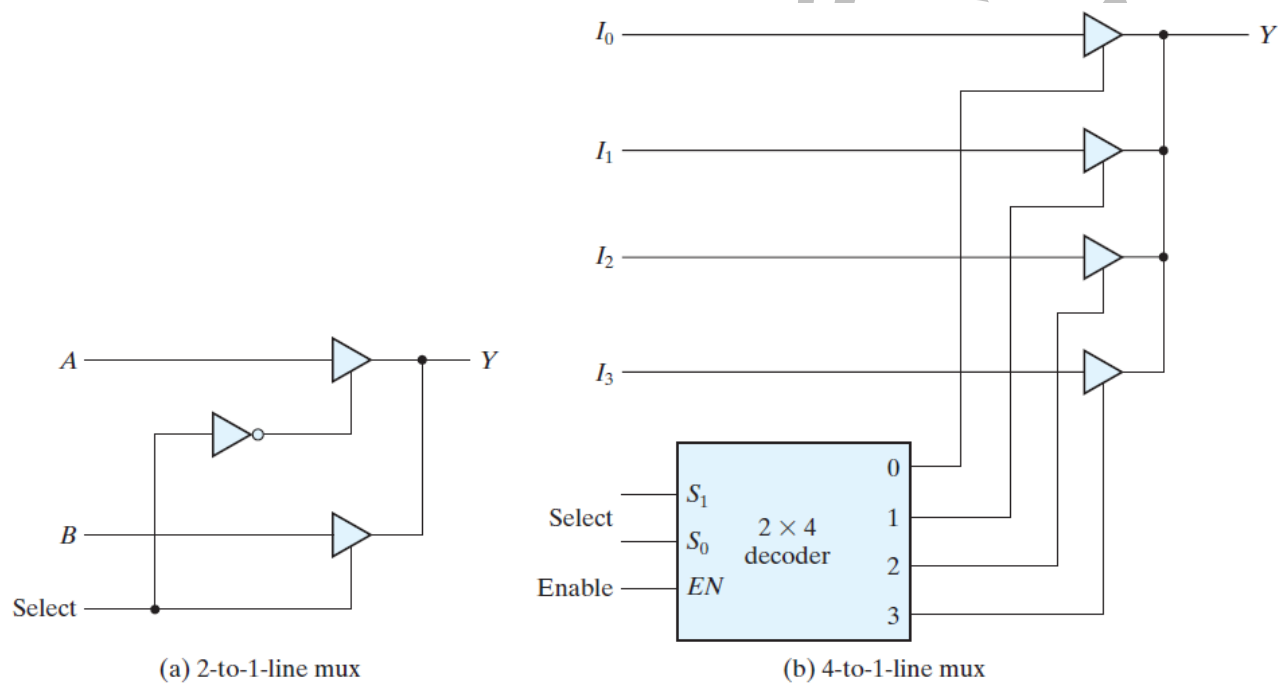 A
B
Select
Y
(a) 2-to-1-line mux
I₀
I₁
I₂
I₃
Y
Select
Enable
S₁
S₀
EN
2 × 4
decoder
0
1
2
3
(b) 4-to-1-line mux